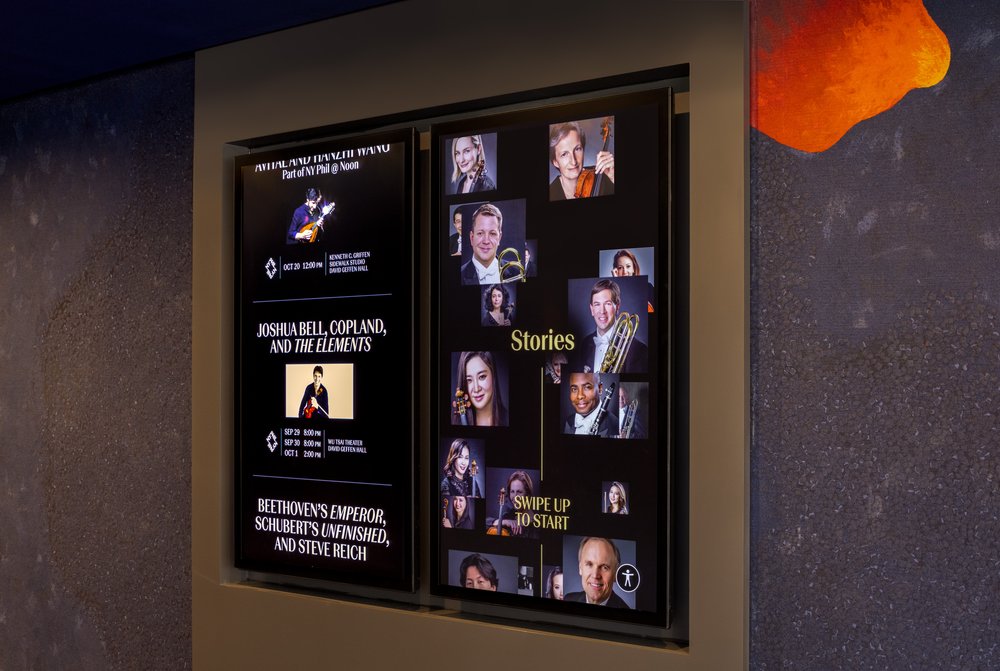 AVITAL AND HANZHI WANG
Part of NY Phil @ Noon
OCT 20 12:00 PM
KENNETH C. GRIFFEN
SIDEWALK STUDIO
DAVID GEFFEN HALL
JOSHUA BELL, COPLAND,
AND THE ELEMENTS
SEP 29 8:00 PM
SEP 30 8:00 PM
OCT 1 2:00 PM
WU TSAI THEATER
DAVID GEFFEN HALL
BEETHOVEN'S EMPEROR,
SCHUBERT'S UNFINISHED,
AND STEVE REICH
Stories
SWIPE UP
TO START